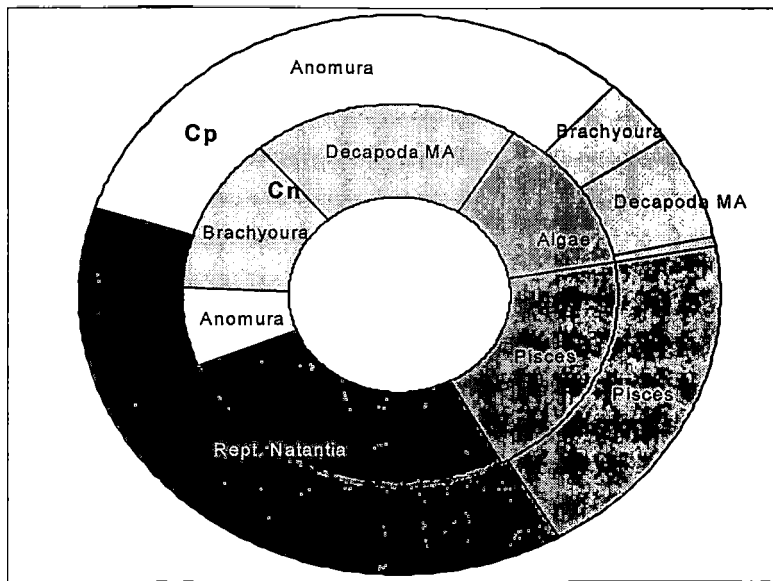 Anomura
Cp
Brachyoura
Decapoda MA
Cn
Decapoda MA
Brachyoura
Algae
Anomura
Pisces
Pisces
Rept. Natantia